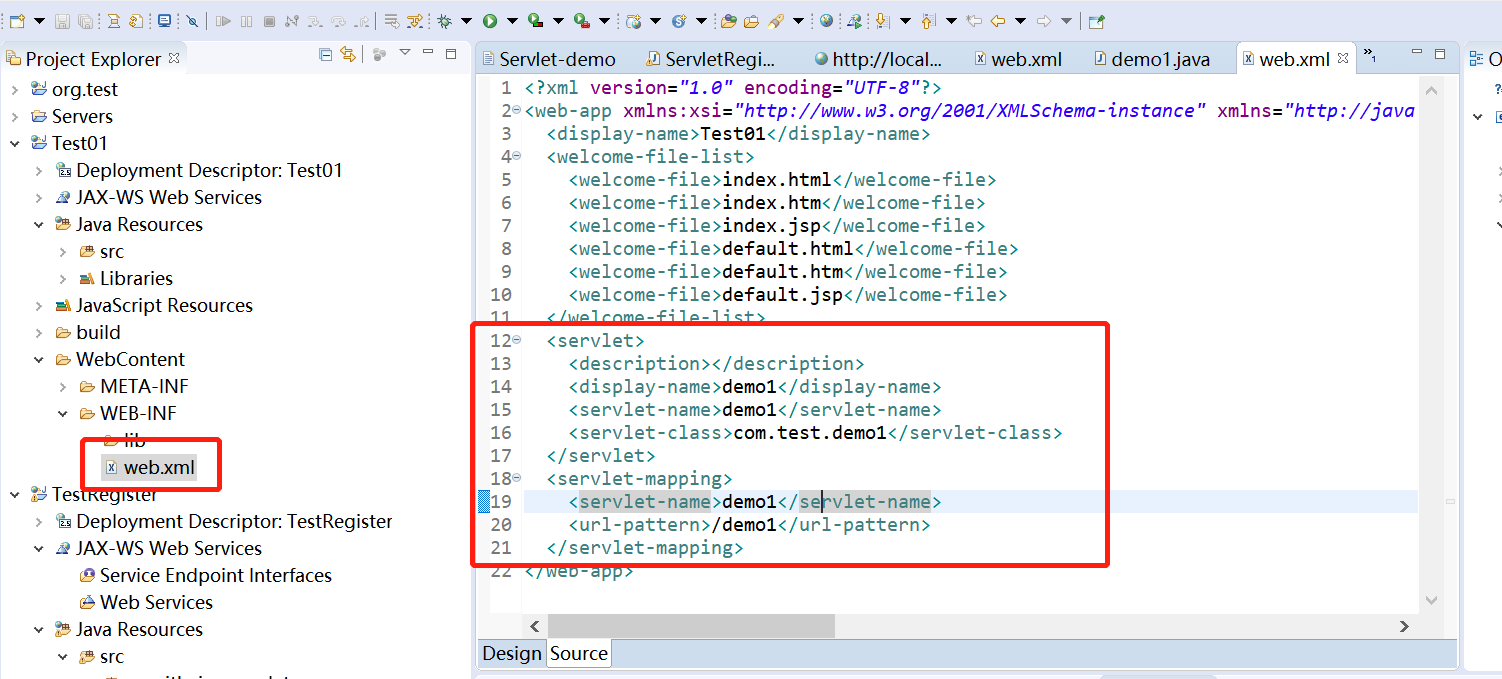 Project Explorer
org.test
Servers
Test01
Deployment Descriptor: Test01
JAX-WS Web Services
Java Resources
src
Libraries
JavaScript Resources
build
WebContent
META-INF
WEB-INF
lib
web.xml
TestRegister
Deployment Descriptor: TestRegister
JAX-WS Web Services
Service Endpoint Interfaces
Web Services
Java Resources
src
Servlet-demo ServletRegi... http://local... web.xml demo1.java web.xml "1
1 <?xml version="1.0" encoding="UTF-8"?>
2 <web-app xmlns:xsi="http://www.w3.org/2001/XMLSchema-instance" xmlns="http://java
3 <display-name>Test01</display-name>
4 <welcome-file-list>
5 <welcome-file>index.html</welcome-file>
6 <welcome-file>index.htm</welcome-file>
7 <welcome-file>index.jsp</welcome-file>
8 <welcome-file>default.html</welcome-file>
9 <welcome-file>default.htm</welcome-file>
10 <welcome-file>default.jsp</welcome-file>
11 </welcome-file-list>
12 <servlet>
13 <description></description>
14 <display-name>demo1</display-name>
15 <servlet-name>demo1</servlet-name>
16 <servlet-class>com.test.demo1</servlet-class>
17 </servlet>
18 <servlet-mapping>
19 <servlet-name>demo1</servlet-name>
20 <url-pattern>/demo1</url-pattern>
21 </servlet-mapping>
22 </web-app>
Design Source